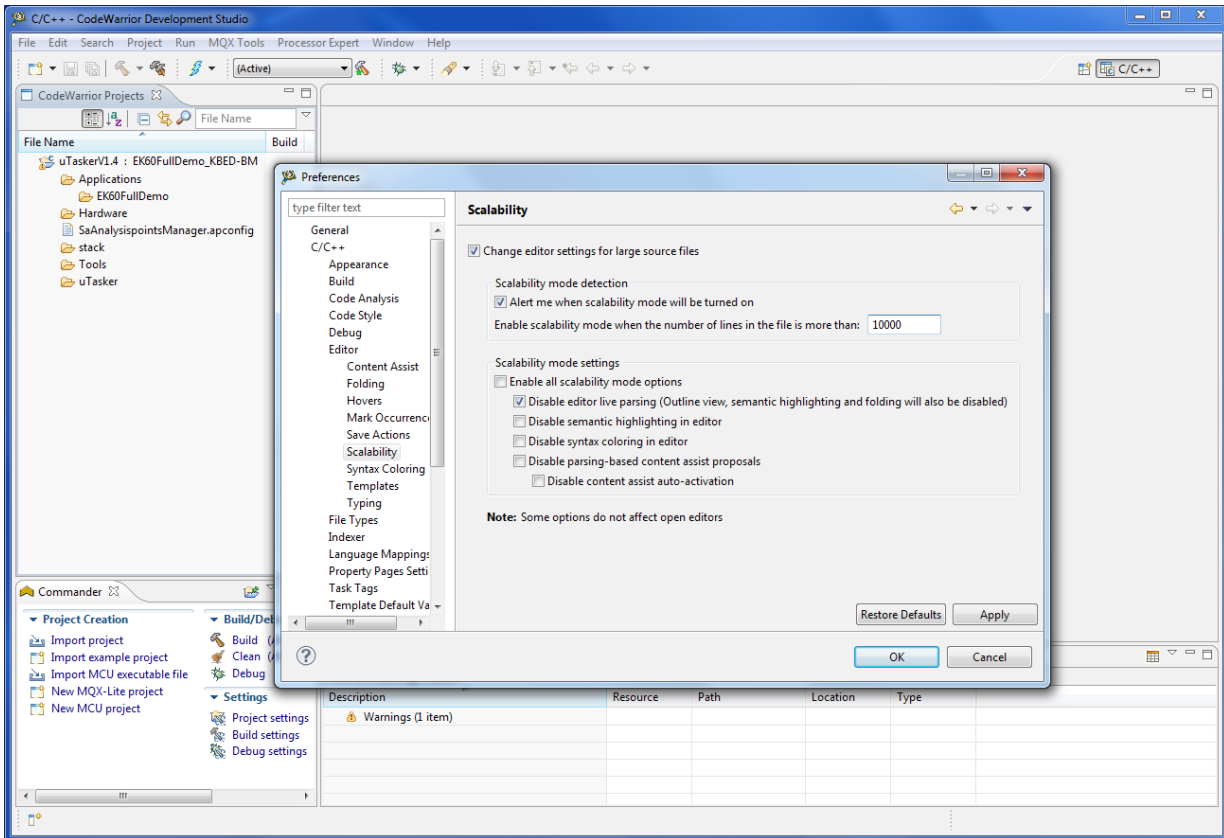 C/C++ - CodeWarrior Development Studio
File Edit Search Project Run MQX Tools Processor Expert Window Help
(Active)
C/C++
CodeWarrior Projects
File Name
File Name Build
uTaskerV1.4 : EK60FullDemo_KBED-BM
Applications
EK60FullDemo
Hardware
SaAnalysispointsManager.apconfig
stack
Tools
uTasker
Preferences
type filter text
General
C/C++
Appearance
Build
Code Analysis
Code Style
Debug
Editor
Content Assist
Folding
Hovers
Mark Occurrenc
Save Actions
Scalability
Syntax Coloring
Templates
Typing
File Types
Indexer
Language Mappings
Property Pages Setti
Task Tags
Template Default Va
Scalability
Change editor settings for large source files
Scalability mode detection
Alert me when scalability mode will be turned on
Enable scalability mode when the number of lines in the file is more than: 10000
Scalability mode settings
Enable all scalability mode options
Disable editor live parsing (Outline view, semantic highlighting and folding will also be disabled)
Disable semantic highlighting in editor
Disable syntax coloring in editor
Disable parsing-based content assist proposals
Disable content assist auto-activation
Note: Some options do not affect open editors
Restore Defaults Apply
OK Cancel
Commander
Project Creation
Import project
Import example project
Import MCU executable file
New MQX-Lite project
New MCU project
Build/Deb
Build (A
Clean (A
Debug
Settings
Project settings
Build settings
Debug settings
Description Resource Path Location Type
Warnings (1 item)